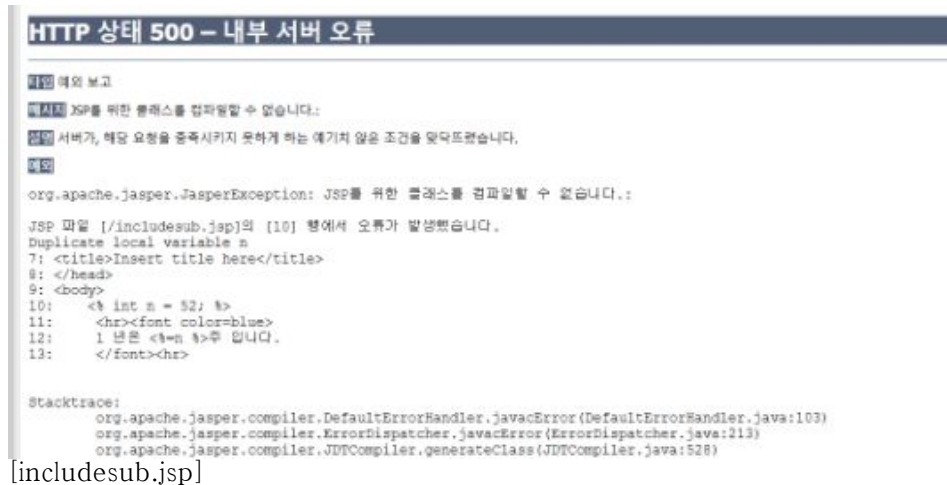 HTTP 상태 500 – 내부 서버 오류
타입 예외 보고
메시지 JSP를 위한 클래스를 컴파일할 수 없습니다.:
설명 서버가, 해당 요청을 충족시키지 못하게 하는 예기치 않은 조건을 맞닥뜨렸습니다.
예외
org.apache.jasper.JasperException: JSP를 위한 클래스를 컴파일할 수 없습니다.:
JSP 파일 [/includesub.jsp]의 [10] 행에서 오류가 발생했습니다.
Duplicate local variable n
7: <title>Insert title here</title>
8: </head>
9: <body>
10: <% int n = 52; %>
11: <hr><font color=blue>
12: 1 년은 <%=n %>주 입니다.
13: </font><hr>
Stacktrace:
org.apache.jasper.compiler.DefaultErrorHandler.javacError(DefaultErrorHandler.java:103)
org.apache.jasper.compiler.ErrorDispatcher.javacError(ErrorDispatcher.java:213)
org.apache.jasper.compiler.JDTCompiler.generateClass(JDTCompiler.java:528)
[includesub.jsp]